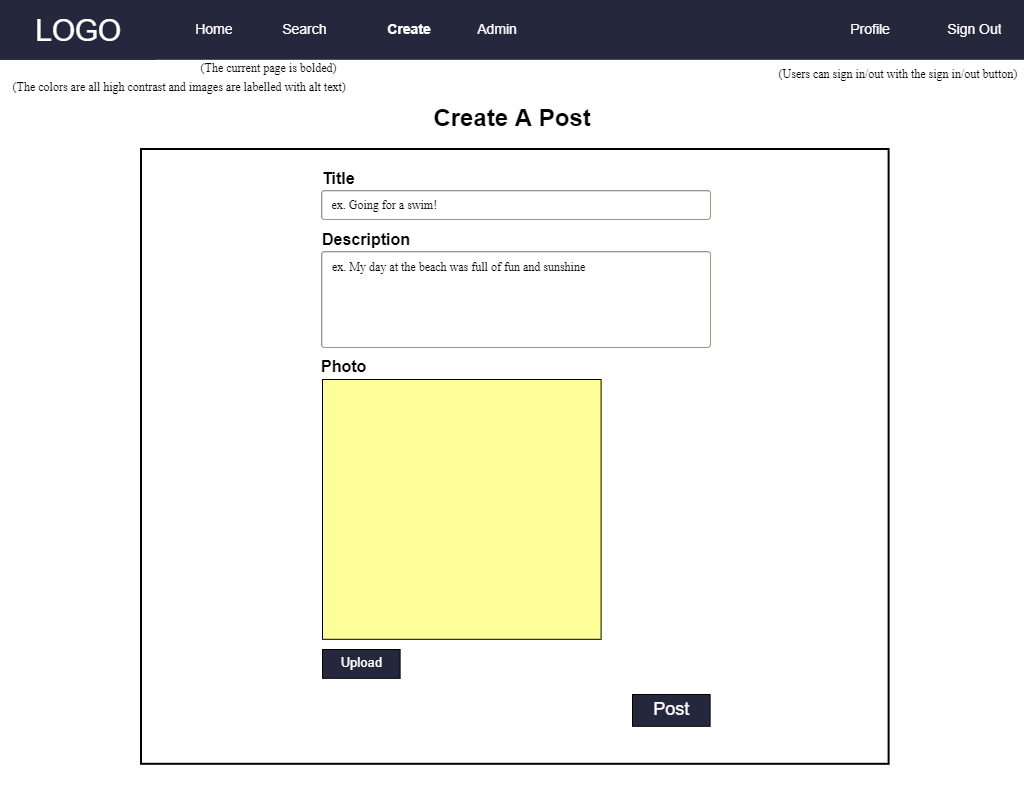 LOGO Home Search Create Admin Profile Sign Out
(The current page is bolded)
(Users can sign in/out with the sign in/out button)
(The colors are all high contrast and images are labelled with alt text)
Create A Post
Title
ex. Going for a swim!
Description
ex. My day at the beach was full of fun and sunshine
Photo
Upload
Post